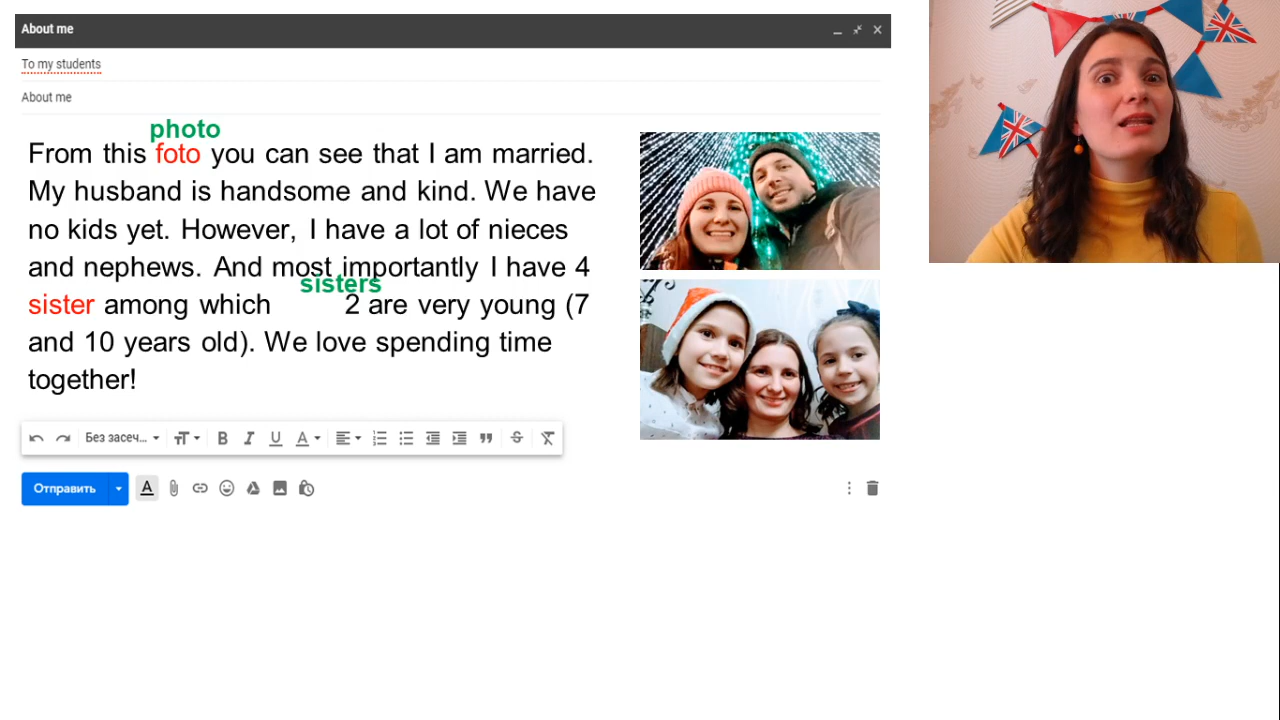 About me
To my students
About me
photo
From this foto you can see that I am married.
My husband is handsome and kind. We have
no kids yet. However, I have a lot of nieces
and nephews. And most importantly I have 4
sisters
sister among which 2 are very young (7
and 10 years old). We love spending time
together!
Без засеч...
Отправить